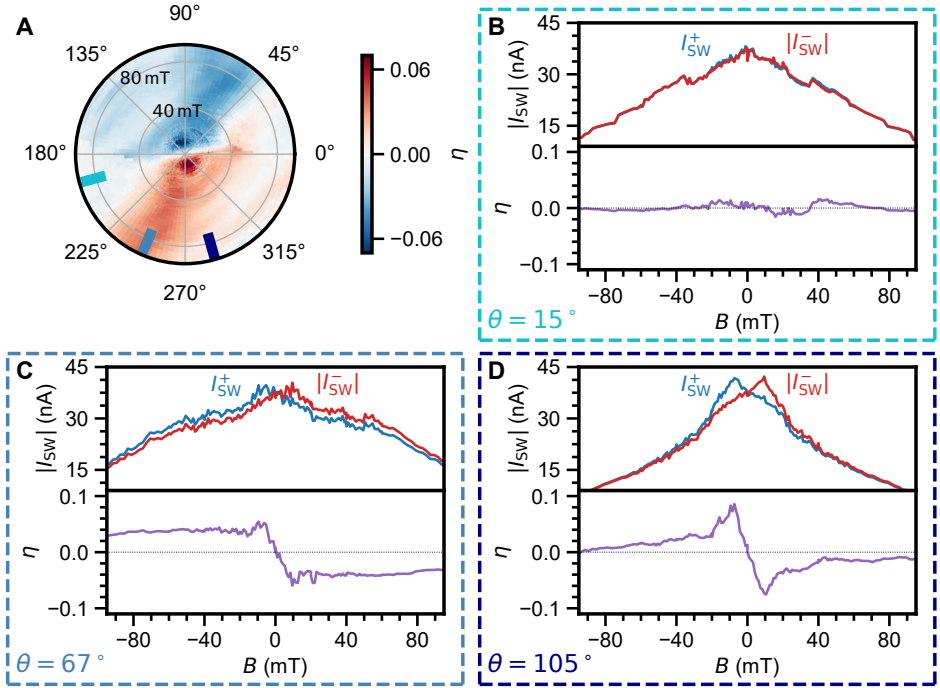 A
90°
135°
45°
80 mT
40 mT
180°
0°
225°
315°
270°
0.06
0.00
−0.06
η
B
45
30
15
|I_SW| (nA)
I⁺_SW
|I⁻_SW|
0.1
0.0
−0.1
η
−80
−40
0
40
80
B (mT)
θ = 15°
C
45
30
15
|I_SW| (nA)
I⁺_SW
|I⁻_SW|
0.1
0.0
−0.1
η
−80
−40
0
40
80
B (mT)
θ = 67°
D
45
30
15
|I_SW| (nA)
I⁺_SW
|I⁻_SW|
0.1
0.0
−0.1
η
−80
−40
0
40
80
B (mT)
θ = 105°